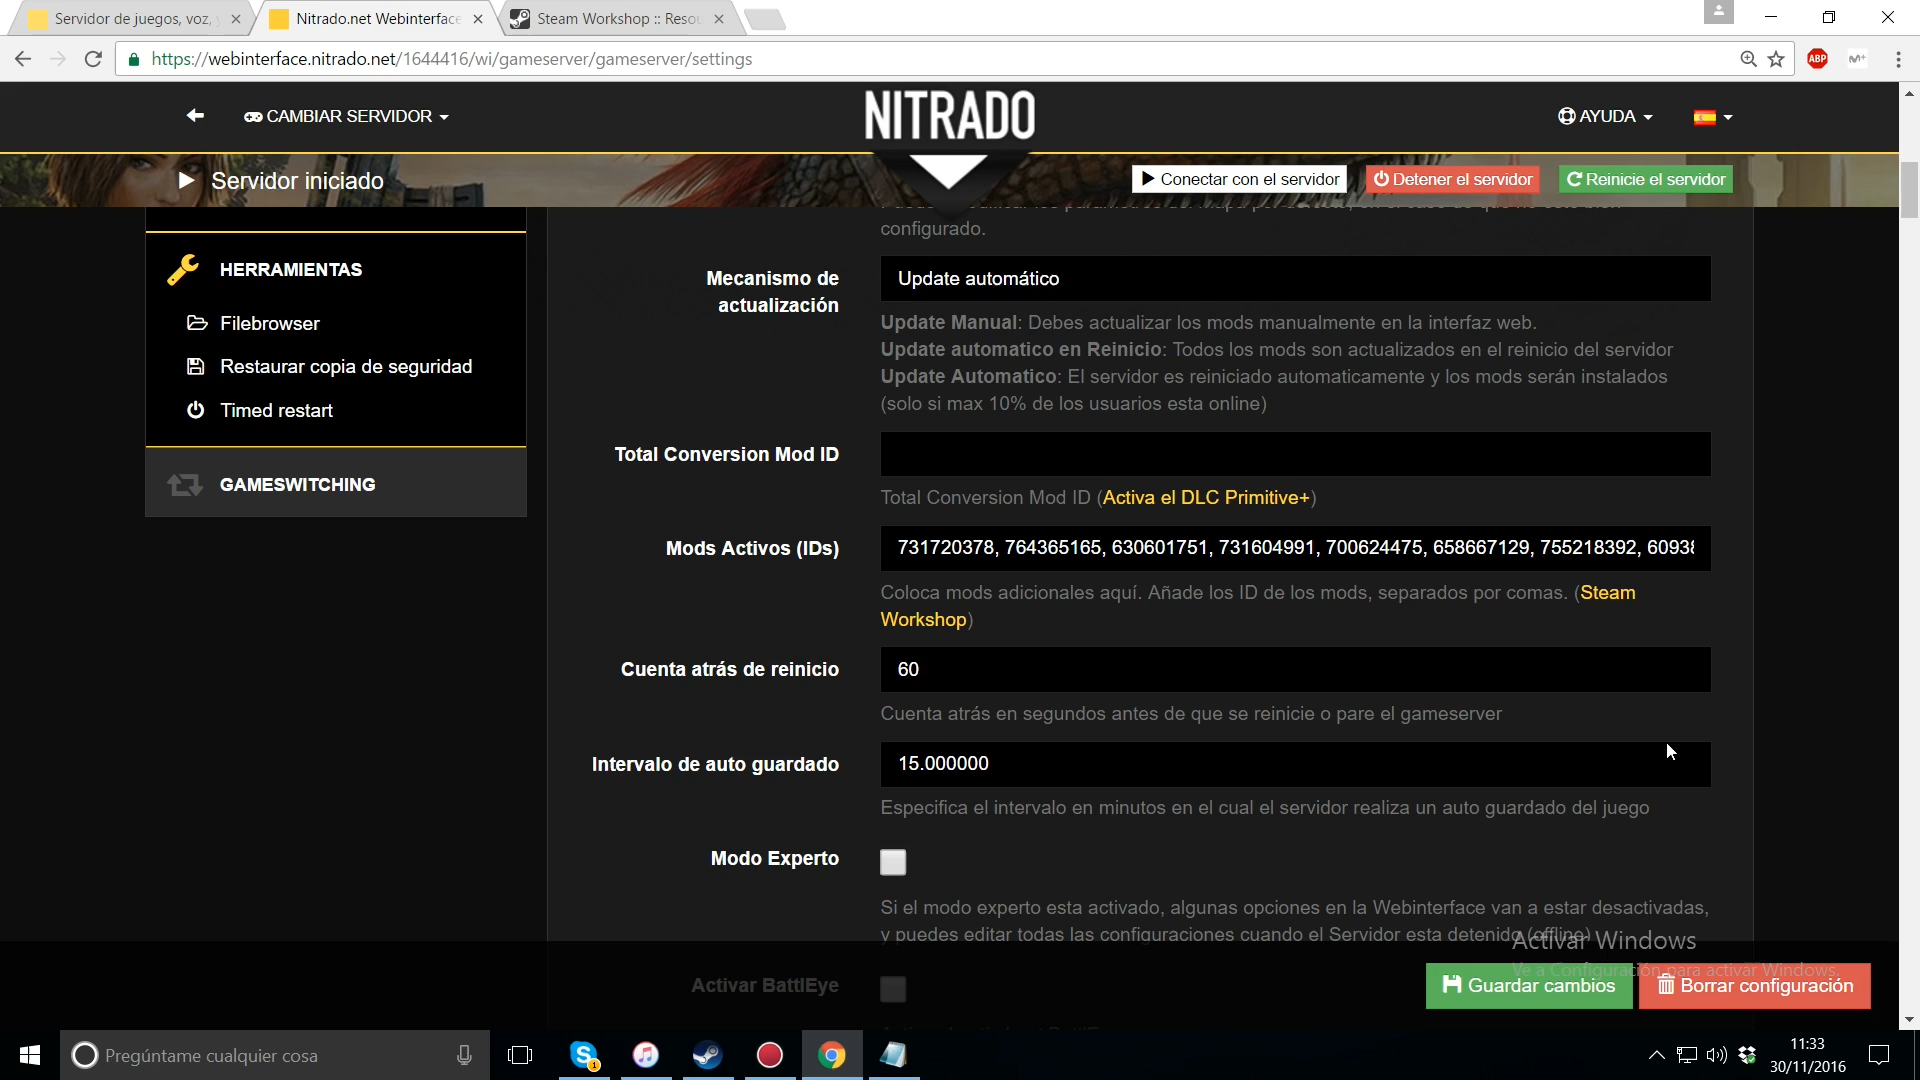 Servidor de juegos, voz,
Nitrado.net Webinterface
Steam Workshop :: Resou
https://webinterface.nitrado.net/1644416/wi/gameserver/gameserver/settings
ABP
CAMBIAR SERVIDOR
NITRADO
AYUDA
Servidor iniciado
Conectar con el servidor
Detener el servidor
Reinicie el servidor
configurado.
HERRAMIENTAS
Filebrowser
Restaurar copia de seguridad
Timed restart
GAMESWITCHING
Mecanismo de
actualización
Update automático
Update Manual: Debes actualizar los mods manualmente en la interfaz web.
Update automatico en Reinicio: Todos los mods son actualizados en el reinicio del servidor
Update Automatico: El servidor es reiniciado automaticamente y los mods serán instalados
(solo si max 10% de los usuarios esta online)
Total Conversion Mod ID
Total Conversion Mod ID (Activa el DLC Primitive+)
Mods Activos (IDs)
731720378, 764365165, 630601751, 731604991, 700624475, 658667129, 755218392, 60938
Coloca mods adicionales aquí. Añade los ID de los mods, separados por comas. (Steam
Workshop)
Cuenta atrás de reinicio
60
Cuenta atrás en segundos antes de que se reinicie o pare el gameserver
Intervalo de auto guardado
15.000000
Especifica el intervalo en minutos en el cual el servidor realiza un auto guardado del juego
Modo Experto
Si el modo experto esta activado, algunas opciones en la Webinterface van a estar desactivadas,
y puedes editar todas las configuraciones cuando el Servidor esta detenido (offline)
Activar Windows
Ve a Configuración para activar Windows.
Activar BattlEye
Guardar cambios
Borrar configuración
Pregúntame cualquier cosa
1
11:33
30/11/2016